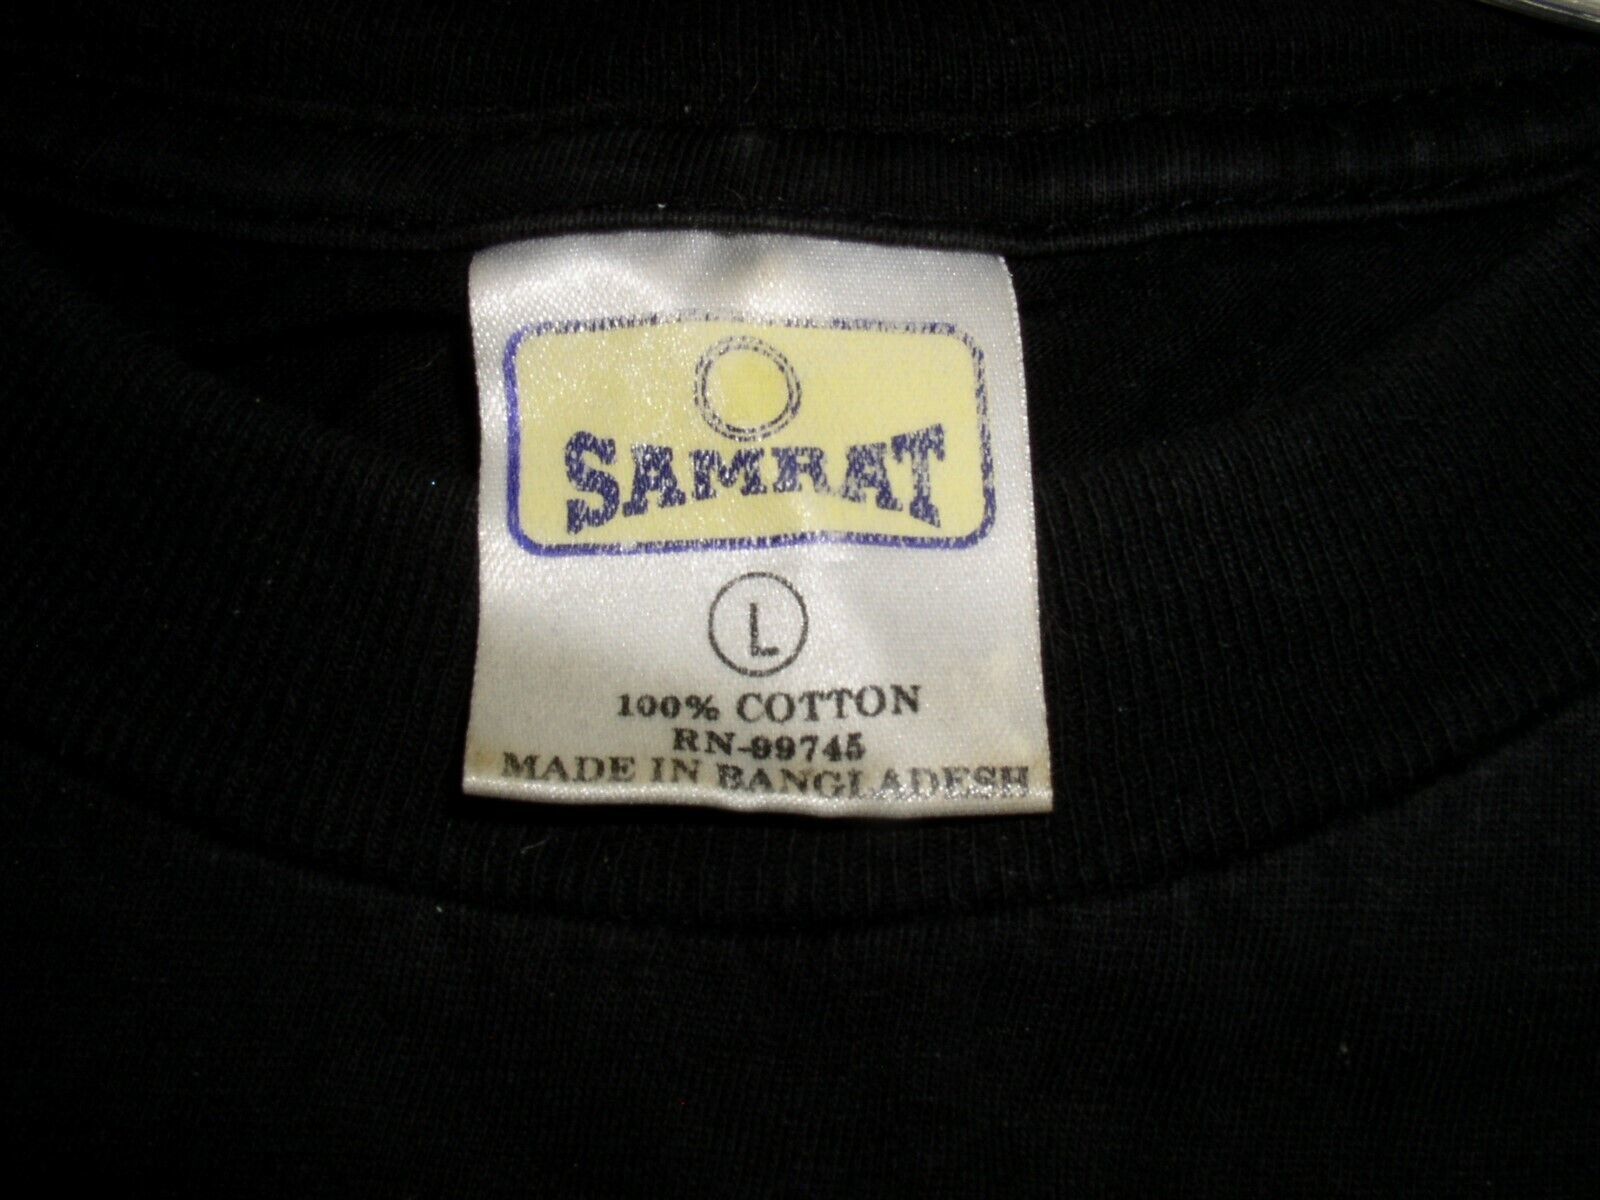 SAMRAT
L
100% COTTON
RN-99745
MADE IN BANGLADESH